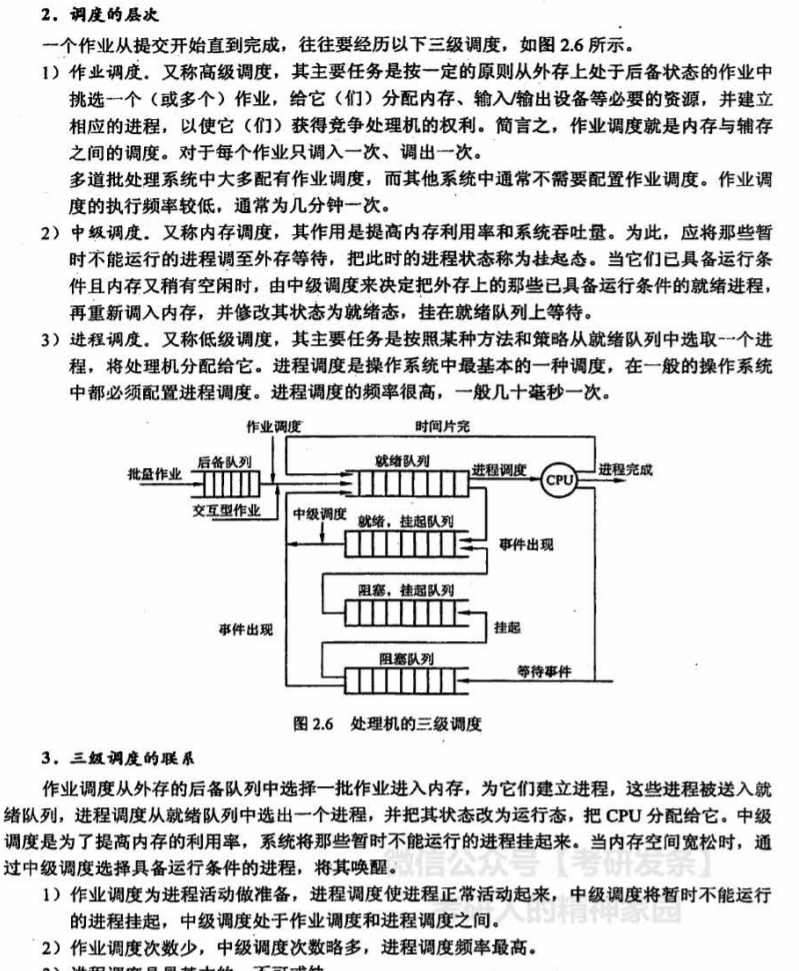 2．调度的层次
一个作业从提交开始直到完成，往往要经历以下三级调度，如图 2.6 所示。
1）作业调度．又称高级调度，其主要任务是按一定的原则从外存上处于后备状态的作业中
挑选一个（或多个）作业，给它（们）分配内存、输入/输出设备等必要的资源，并建立
相应的进程，以使它（们）获得竞争处理机的权利。简言之，作业调度就是内存与辅存
之间的调度。对于每个作业只调入一次、调出一次。
多道批处理系统中大多配有作业调度，而其他系统中通常不需要配置作业调度。作业调
度的执行频率较低，通常为几分钟一次。
2）中级调度．又称内存调度，其作用是提高内存利用率和系统吞吐量。为此，应将那些暂
时不能运行的进程调至外存等待，把此时的进程状态称为挂起态。当它们已具备运行条
件且内存又稍有空闲时，由中级调度来决定把外存上的那些已具备运行条件的就绪进程，
再重新调入内存，并修改其状态为就绪态，挂在就绪队列上等待。
3）进程调度．又称低级调度，其主要任务是按照某种方法和策略从就绪队列中选取一个进
程，将处理机分配给它。进程调度是操作系统中最基本的一种调度，在一般的操作系统
中都必须配置进程调度。进程调度的频率很高，一般几十毫秒一次。
作业调度
时间片完
批量作业
后备队列
就绪队列
进程调度
CPU
进程完成
交互型作业
中级调度
就绪，挂起队列
事件出现
阻塞，挂起队列
事件出现
挂起
阻塞队列
等待事件
图 2.6 处理机的三级调度
3．三级调度的联系
作业调度从外存的后备队列中选择一批作业进入内存，为它们建立进程，这些进程被送入就
绪队列，进程调度从就绪队列中选出一个进程，并把其状态改为运行态，把 CPU 分配给它。中级
调度是为了提高内存的利用率，系统将那些暂时不能运行的进程挂起来。当内存空间宽松时，通
过中级调度选择具备运行条件的进程，将其唤醒。
微信公众号【考研发条】
1）作业调度为进程活动做准备，进程调度使进程正常活动起来，中级调度将暂时不能运行
的进程挂起，中级调度处于作业调度和进程调度之间。
考研人的精神家园
2）作业调度次数少，中级调度次数略多，进程调度频率最高。